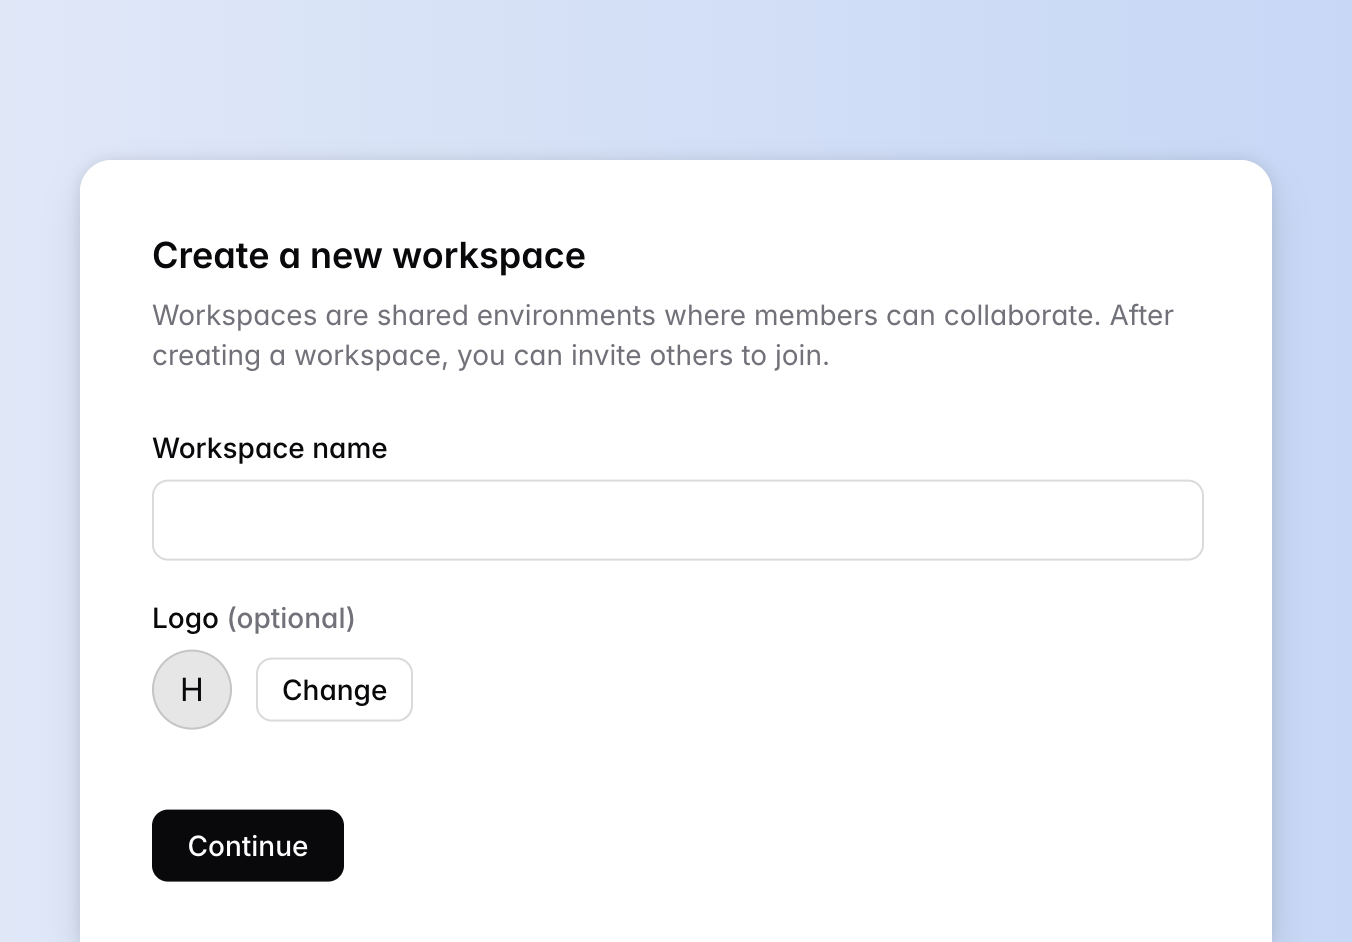 Create a new workspace
Workspaces are shared environments where members can collaborate. After
creating a workspace, you can invite others to join.
Workspace name
Logo (optional)
H
Change
Continue